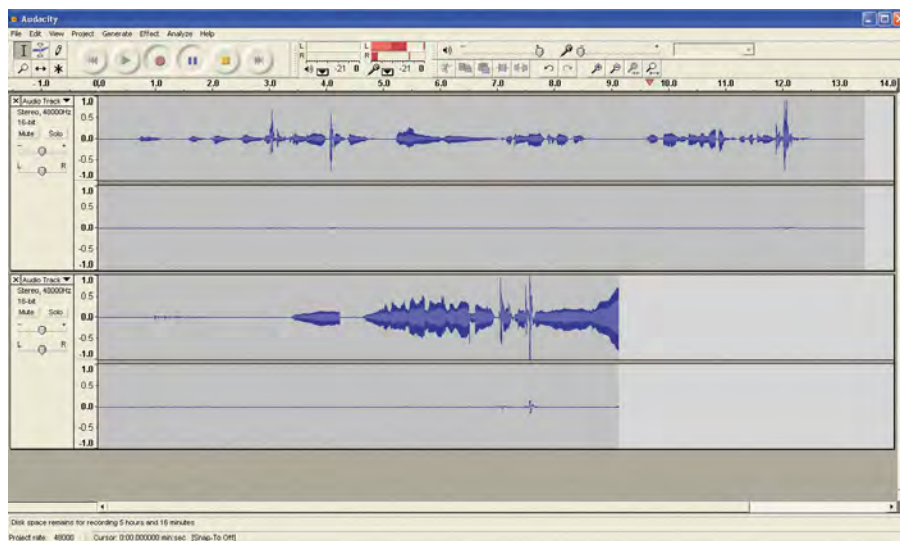 Audacity
File Edit View Project Generate Effect Analyze Help
L
R
-21 0
L
R
-21 0
-1.0 0,0 1.0 2.0 3.0 4.0 5.0 6.0 7.0 8.0 9.0 10.0 11.0 12.0 13.0 14.0
X Audio Track
Stereo, 48000Hz
16-bit
Mute Solo
- +
L R
1.0
0.5
0.0
-0.5
-1.0
1.0
0.5
0.0
-0.5
-1.0
X Audio Track
Stereo, 48000Hz
16-bit
Mute Solo
- +
L R
1.0
0.5
0.0
-0.5
-1.0
1.0
0.5
0.0
-0.5
-1.0
Disk space remains for recording 5 hours and 16 minutes
Project rate: 48000 Cursor: 0:00.000000 min:sec [Snap-To Off]